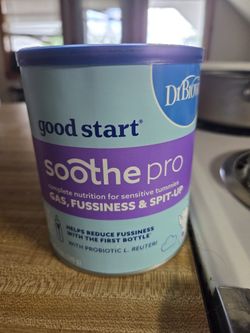 Dr.Brow
good start®
soothe pro
complete nutrition for sensitive tummies
GAS, FUSSINESS & SPIT-UP
HELPS REDUCE FUSSINESS
WITH THE FIRST BOTTLE*
WITH PROBIOTIC L. REUTERI